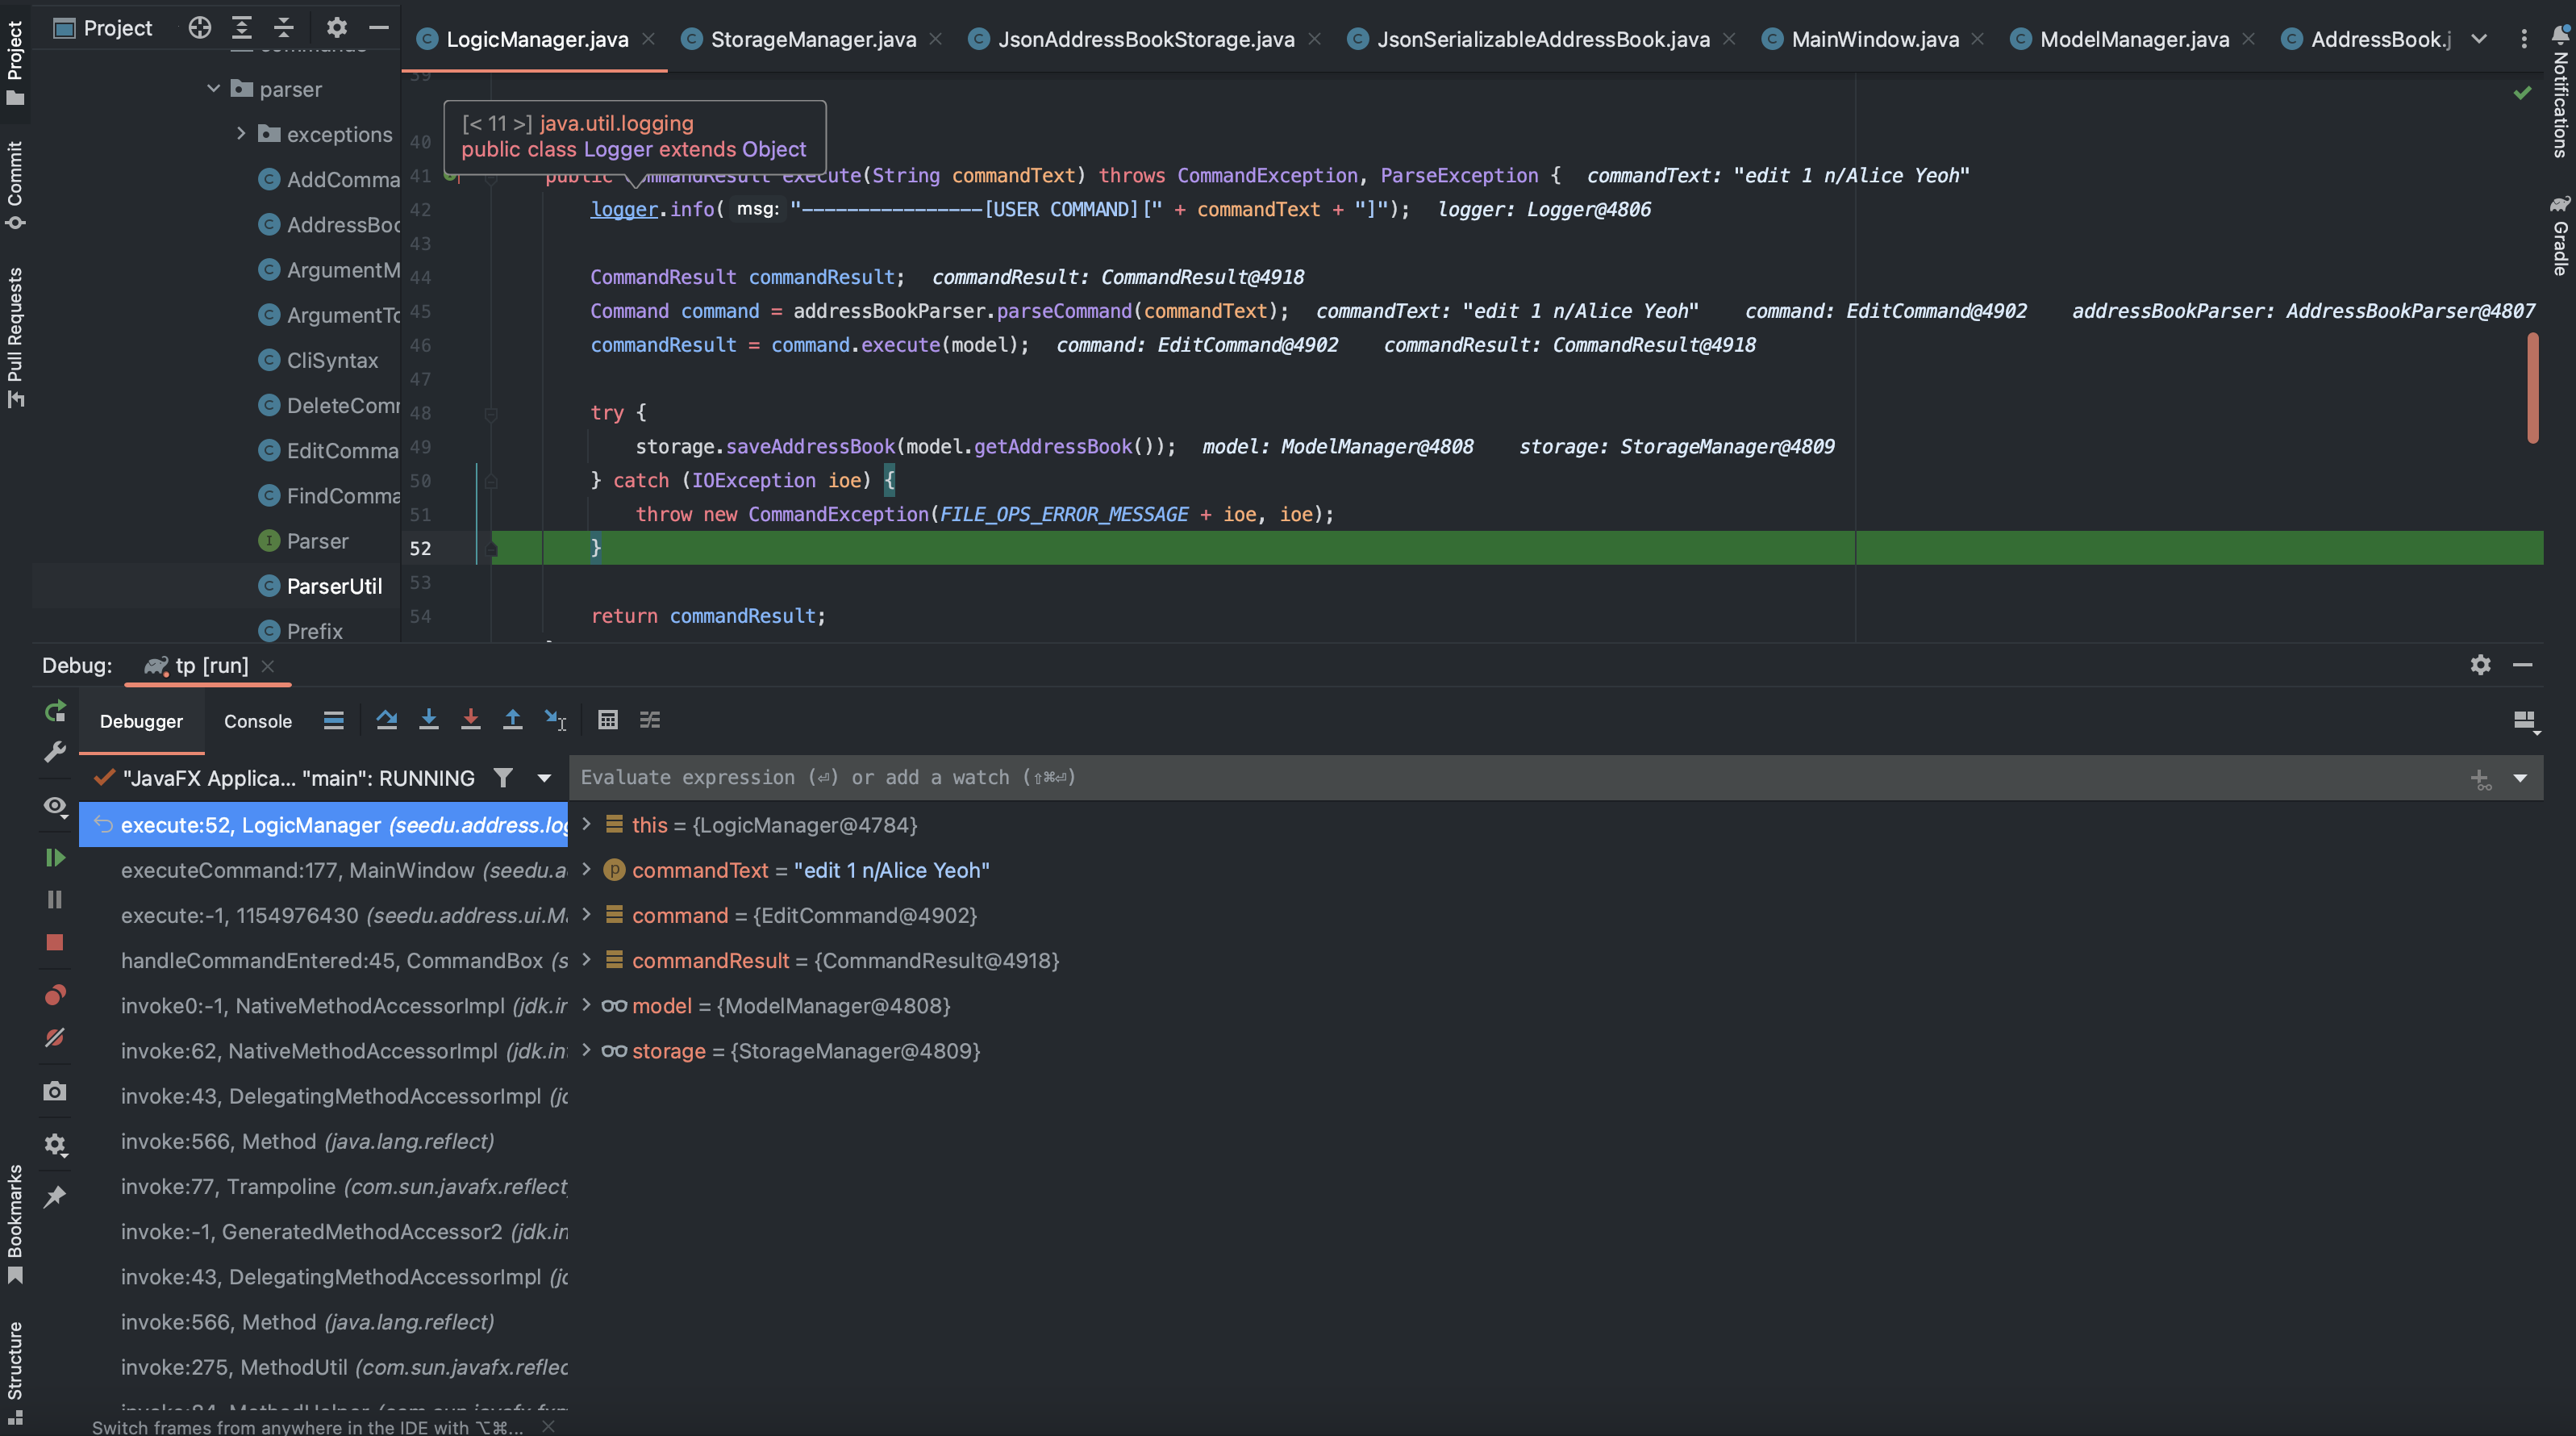 Project
LogicManager.java
StorageManager.java
JsonAddressBookStorage.java
JsonSerializableAddressBook.java
MainWindow.java
ModelManager.java
AddressBook.j
Project
Commit
Pull Requests
Bookmarks
Structure
Notifications
Gradle
parser
exceptions
AddComma
AddressBoo
ArgumentM
ArgumentTo
CliSyntax
DeleteComm
EditComma
FindComma
Parser
ParserUtil
Prefix
39
[< 11 >] java.util.logging
public class Logger extends Object
40
41 public CommandResult execute(String commandText) throws CommandException, ParseException { commandText: "edit 1 n/Alice Yeoh"
42 logger.info( msg: "----------------[USER COMMAND][" + commandText + "]"); logger: Logger@4806
43
44 CommandResult commandResult; commandResult: CommandResult@4918
45 Command command = addressBookParser.parseCommand(commandText); commandText: "edit 1 n/Alice Yeoh" command: EditCommand@4902 addressBookParser: AddressBookParser@4807
46 commandResult = command.execute(model); command: EditCommand@4902 commandResult: CommandResult@4918
47
48 try {
49 storage.saveAddressBook(model.getAddressBook()); model: ModelManager@4808 storage: StorageManager@4809
50 } catch (IOException ioe) {
51 throw new CommandException(FILE_OPS_ERROR_MESSAGE + ioe, ioe);
52 }
53
54 return commandResult;
Debug: tp [run]
Debugger Console
"JavaFX Applica... "main": RUNNING
Evaluate expression (⏎) or add a watch (⇧⌘⏎)
execute:52, LogicManager (seedu.address.log
executeCommand:177, MainWindow (seedu.a
execute:-1, 1154976430 (seedu.address.ui.Ma
handleCommandEntered:45, CommandBox (s
invoke0:-1, NativeMethodAccessorImpl (jdk.in
invoke:62, NativeMethodAccessorImpl (jdk.int
invoke:43, DelegatingMethodAccessorImpl (jd
invoke:566, Method (java.lang.reflect)
invoke:77, Trampoline (com.sun.javafx.reflect
invoke:-1, GeneratedMethodAccessor2 (jdk.in
invoke:43, DelegatingMethodAccessorImpl (jd
invoke:566, Method (java.lang.reflect)
invoke:275, MethodUtil (com.sun.javafx.reflec
this = {LogicManager@4784}
commandText = "edit 1 n/Alice Yeoh"
command = {EditCommand@4902}
commandResult = {CommandResult@4918}
model = {ModelManager@4808}
storage = {StorageManager@4809}
Switch frames from anywhere in the IDE with ⌥⌘...